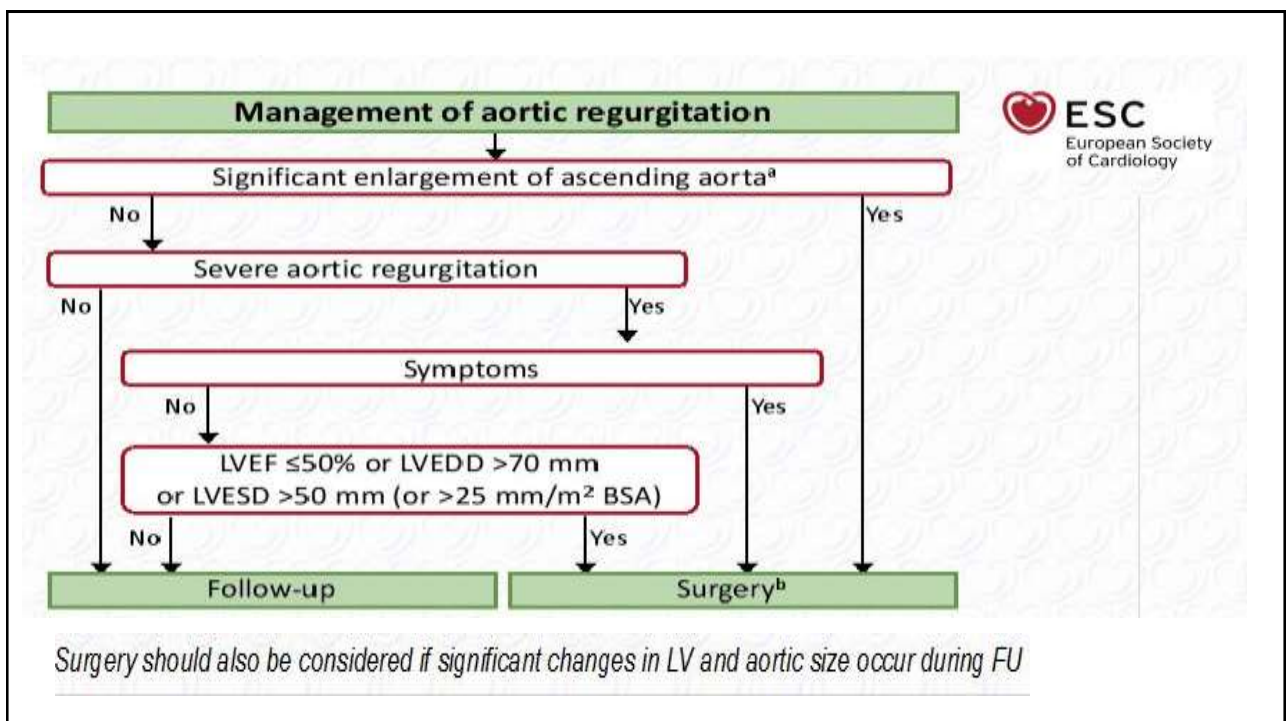 Management of aortic regurgitation
ESC
European Society
of Cardiology
Significant enlargement of ascending aortaᵃ
No
Yes
Severe aortic regurgitation
No
Yes
Symptoms
No
Yes
LVEF ≤50% or LVEDD >70 mm
or LVESD >50 mm (or >25 mm/m² BSA)
No
Yes
Follow-up
Surgeryᵇ
Surgery should also be considered if significant changes in LV and aortic size occur during FU